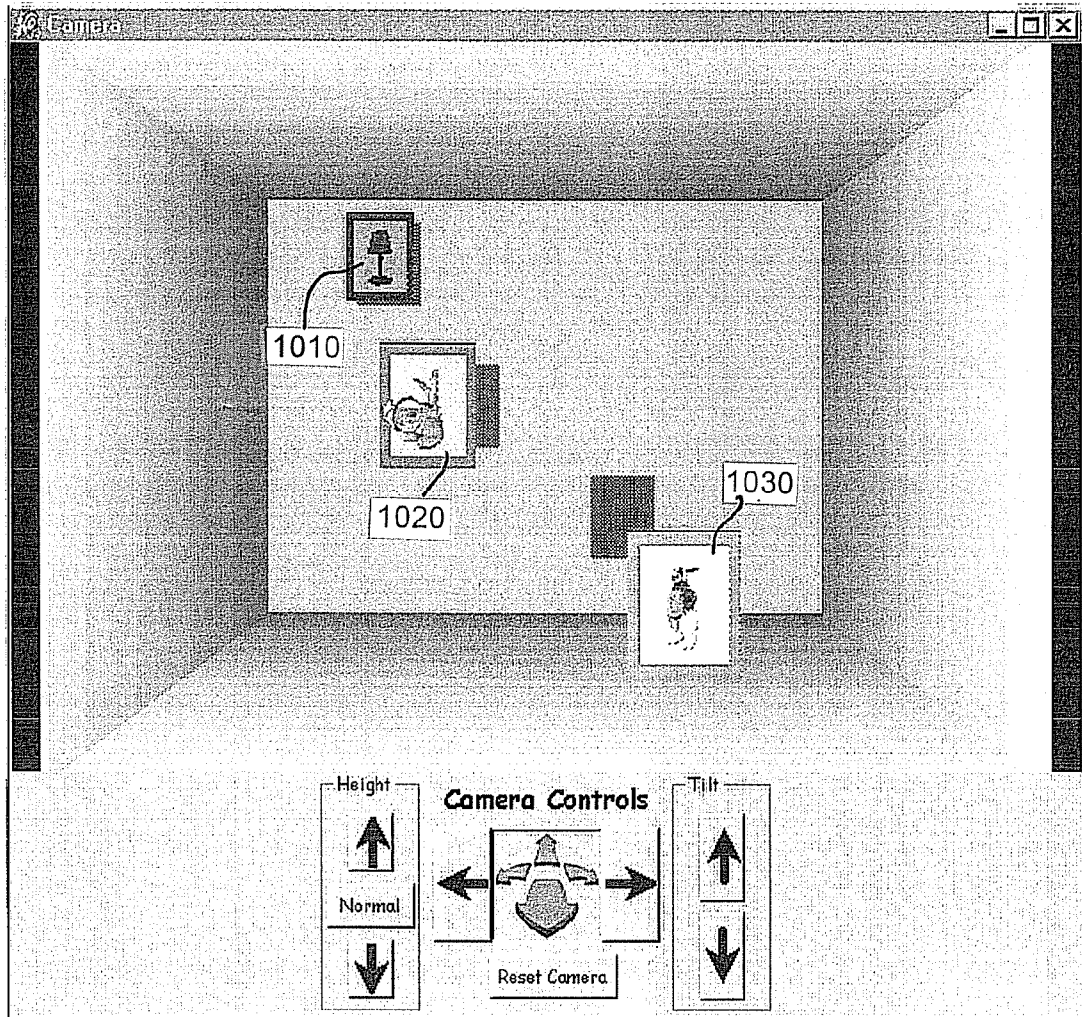 Camera
1010
1020
1030
Height
Camera Controls
Tilt
Normal
Reset Camera